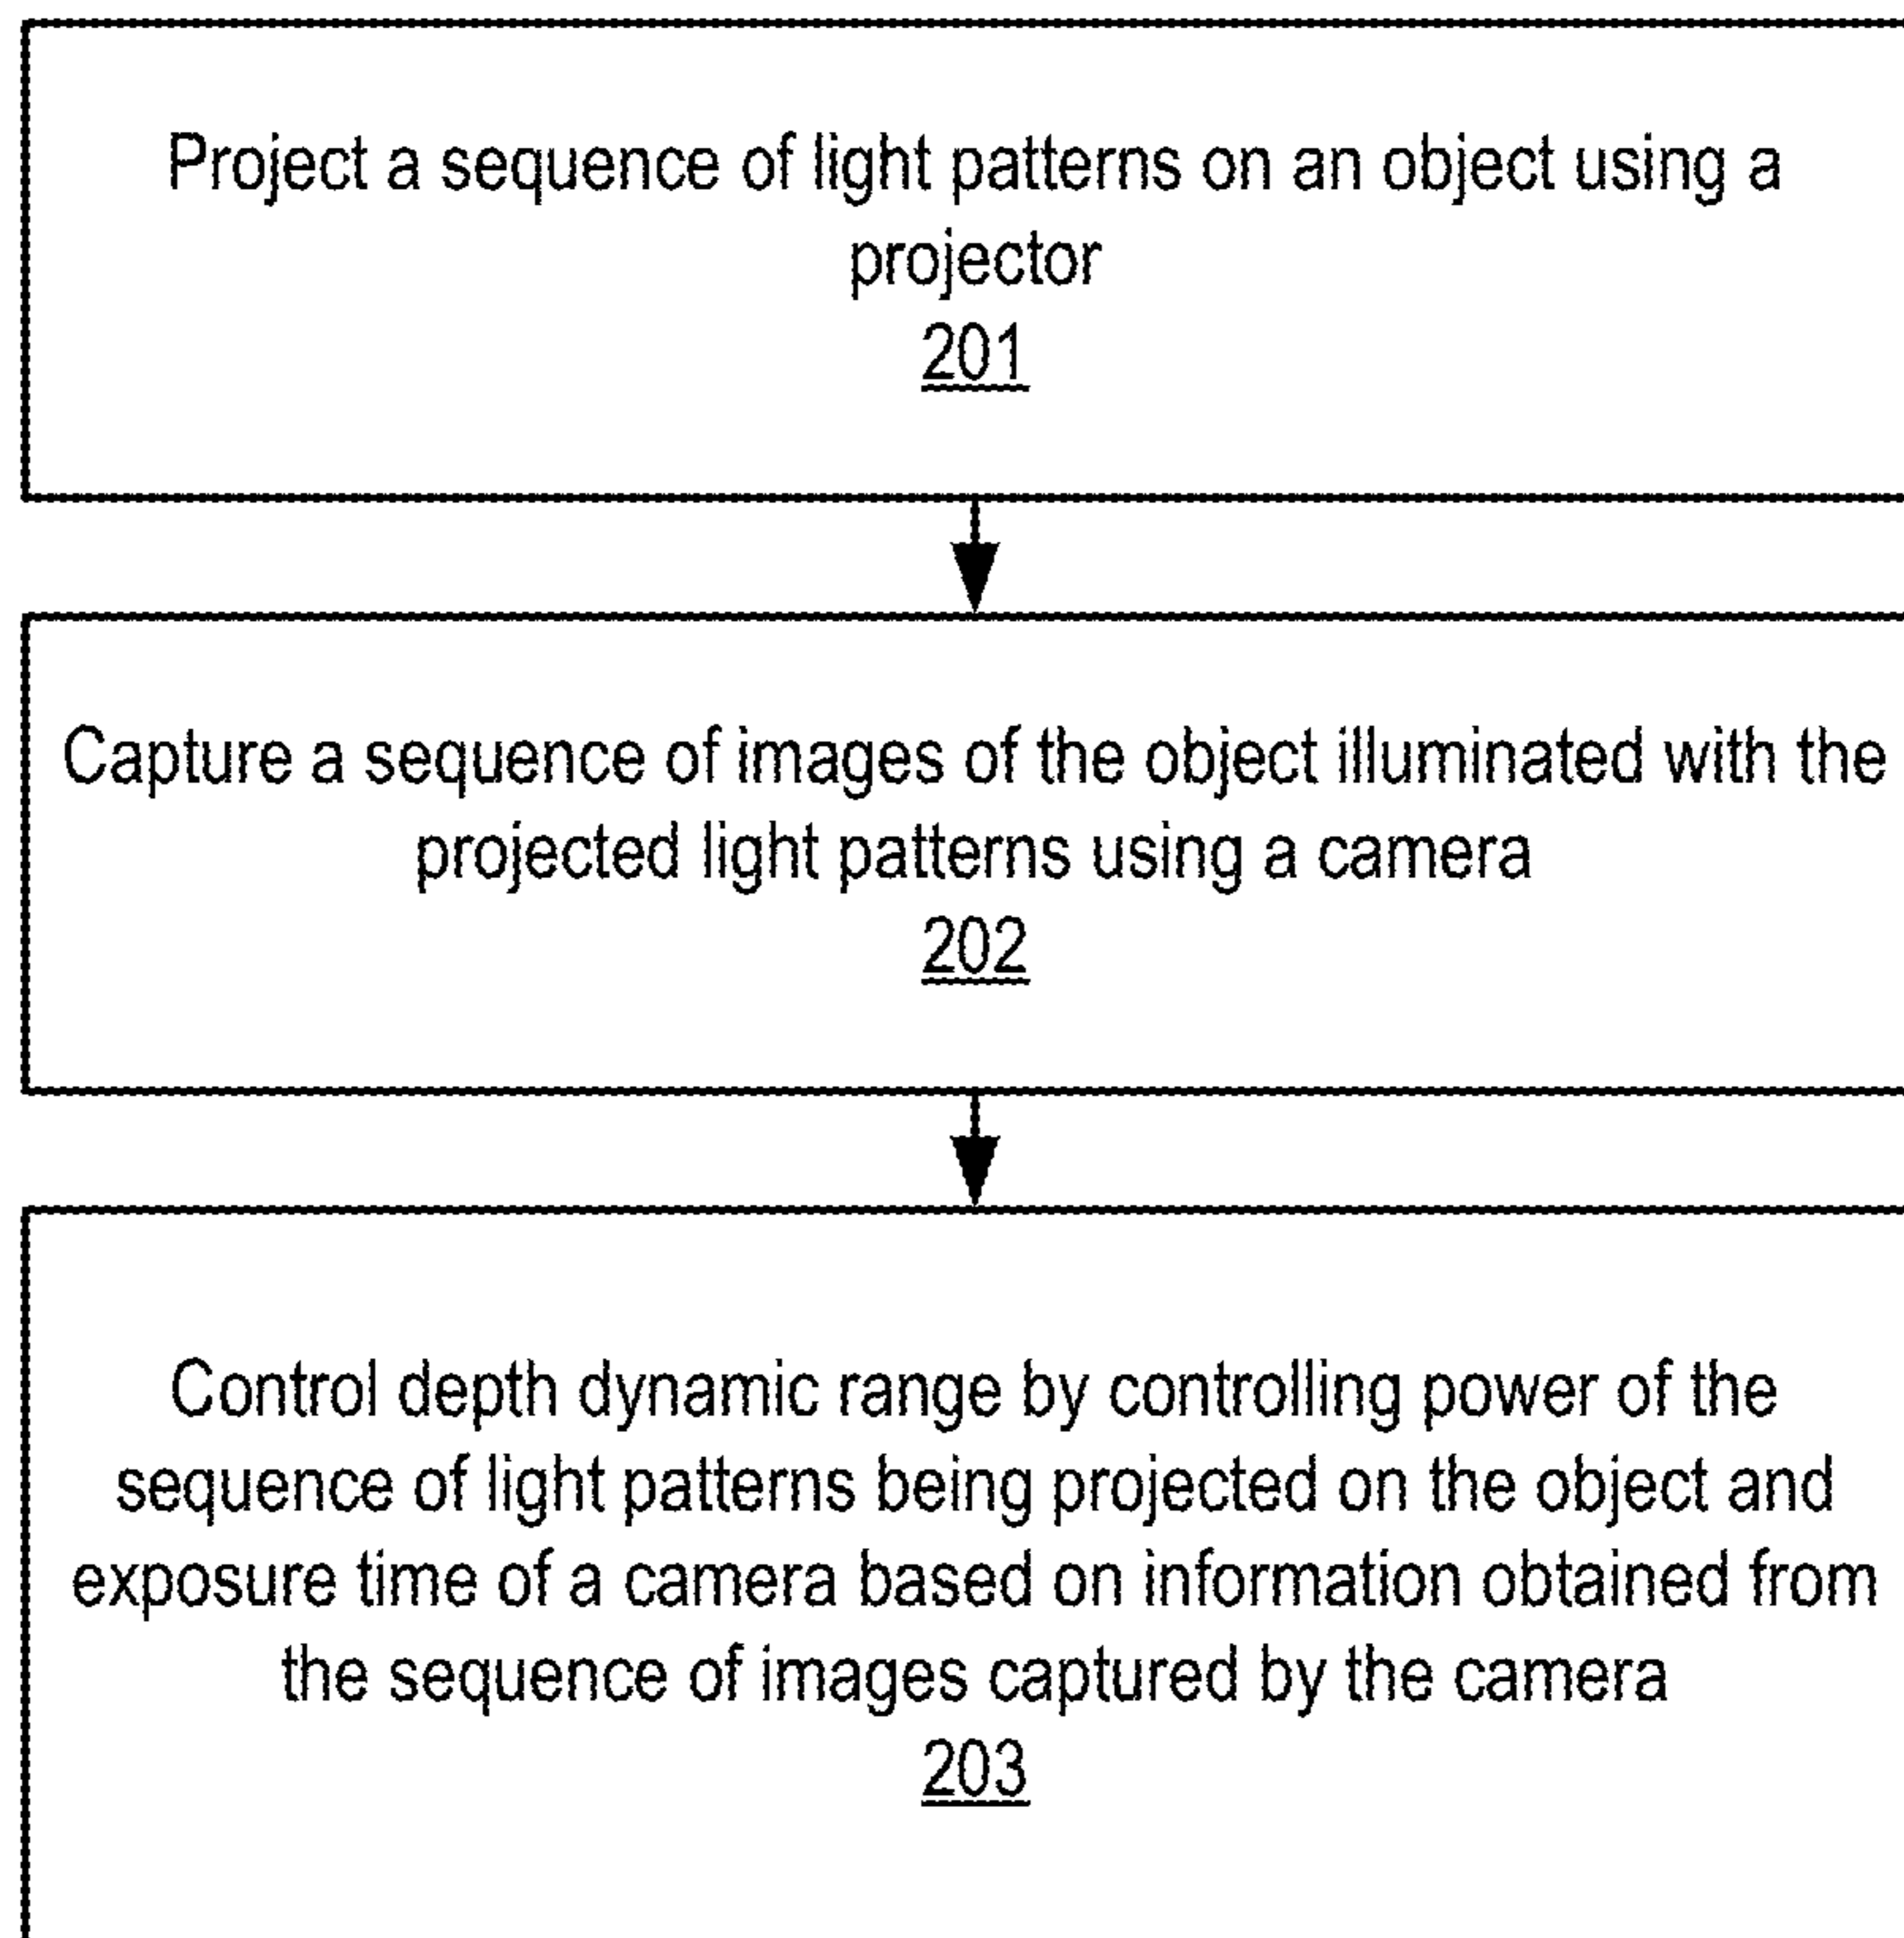 Project a sequence of light patterns on an object using a
projector
201
Capture a sequence of images of the object illuminated with the
projected light patterns using a camera
202
Control depth dynamic range by controlling power of the
sequence of light patterns being projected on the object and
exposure time of a camera based on information obtained from
the sequence of images captured by the camera
203